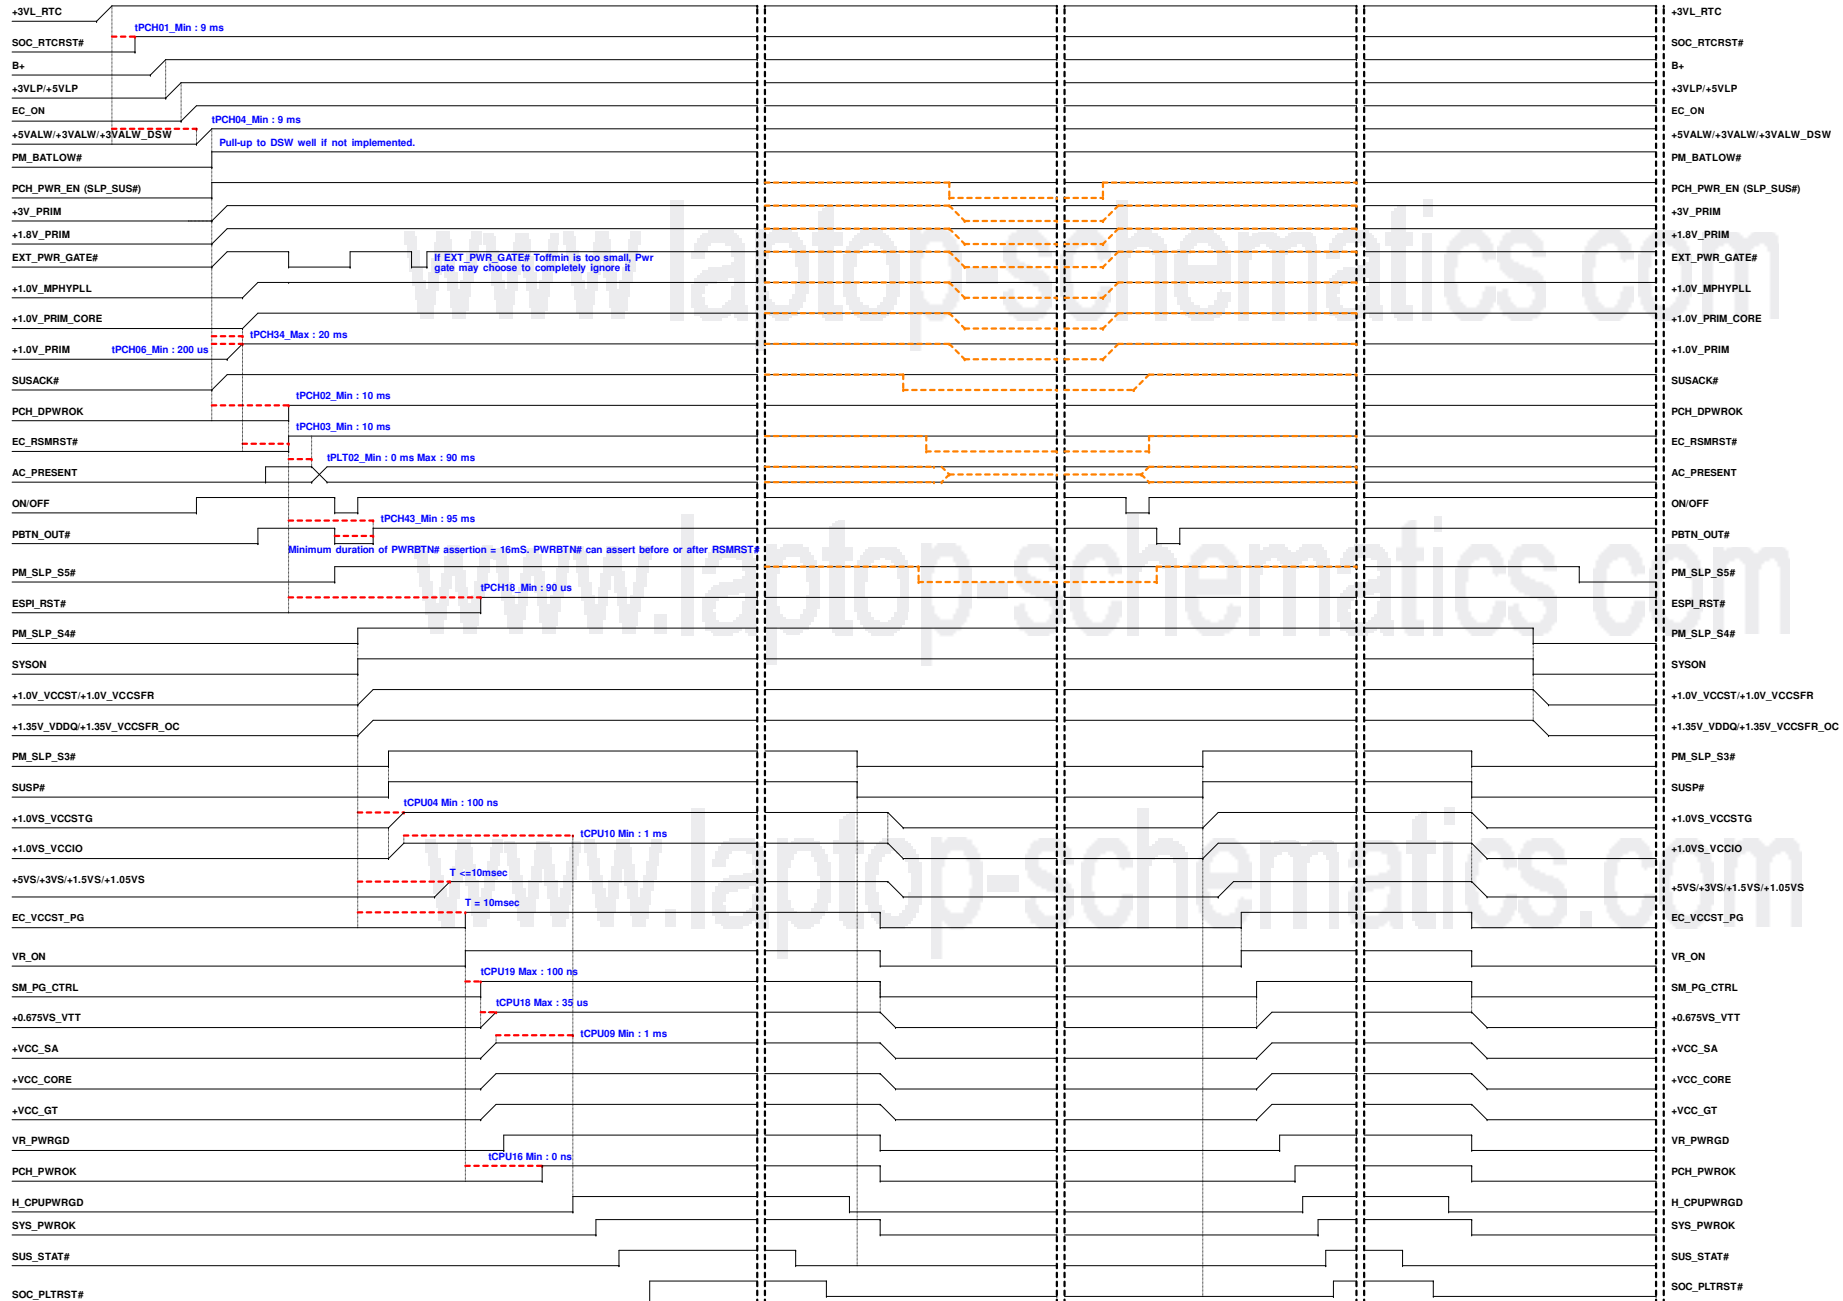 +3VL_RTC +3VL_RTC
tPCH01_Min : 9 ms
SOC_RTCRST# SOC_RTCRST#
B+ B+
+3VLP/+5VLP +3VLP/+5VLP
EC_ON EC_ON
tPCH04_Min : 9 ms
+5VALW/+3VALW/+3VALW_DSW +5VALW/+3VALW/+3VALW_DSW
Pull-up to DSW well if not implemented.
PM_BATLOW# PM_BATLOW#
PCH_PWR_EN (SLP_SUS#) PCH_PWR_EN (SLP_SUS#)
+3V_PRIM +3V_PRIM
+1.8V_PRIM +1.8V_PRIM
EXT_PWR_GATE# EXT_PWR_GATE#
If EXT_PWR_GATE# Toffmin is too small, Pwr
gate may choose to completely ignore it
+1.0V_MPHYPLL +1.0V_MPHYPLL
+1.0V_PRIM_CORE +1.0V_PRIM_CORE
tPCH34_Max : 20 ms
+1.0V_PRIM tPCH06_Min : 200 us +1.0V_PRIM
SUSACK# SUSACK#
tPCH02_Min : 10 ms
PCH_DPWROK PCH_DPWROK
tPCH03_Min : 10 ms
EC_RSMRST# EC_RSMRST#
tPLT02_Min : 0 ms Max : 90 ms
AC_PRESENT AC_PRESENT
ON/OFF ON/OFF
tPCH43_Min : 95 ms
PBTN_OUT# PBTN_OUT#
Minimum duration of PWRBTN# assertion = 16mS. PWRBTN# can assert before or after RSMRST#
PM_SLP_S5# PM_SLP_S5#
tPCH18_Min : 90 us
ESPI_RST# ESPI_RST#
PM_SLP_S4# PM_SLP_S4#
SYSON SYSON
+1.0V_VCCST/+1.0V_VCCSFR +1.0V_VCCST/+1.0V_VCCSFR
+1.35V_VDDQ/+1.35V_VCCSFR_OC +1.35V_VDDQ/+1.35V_VCCSFR_OC
PM_SLP_S3# PM_SLP_S3#
SUSP# SUSP#
tCPU04 Min : 100 ns
+1.0VS_VCCSTG +1.0VS_VCCSTG
tCPU10 Min : 1 ms
+1.0VS_VCCIO +1.0VS_VCCIO
T <=10msec
+5VS/+3VS/+1.5VS/+1.05VS +5VS/+3VS/+1.5VS/+1.05VS
T = 10msec
EC_VCCST_PG EC_VCCST_PG
VR_ON VR_ON
tCPU19 Max : 100 ns
SM_PG_CTRL SM_PG_CTRL
tCPU18 Max : 35 us
+0.675VS_VTT +0.675VS_VTT
tCPU09 Min : 1 ms
+VCC_SA +VCC_SA
+VCC_CORE +VCC_CORE
+VCC_GT +VCC_GT
VR_PWRGD VR_PWRGD
tCPU16 Min : 0 ns
PCH_PWROK PCH_PWROK
H_CPUPWRGD H_CPUPWRGD
SYS_PWROK SYS_PWROK
SUS_STAT# SUS_STAT#
SOC_PLTRST# SOC_PLTRST#
www.laptop-schematics.com
www.laptop-schematics.com
www.laptop-schematics.com